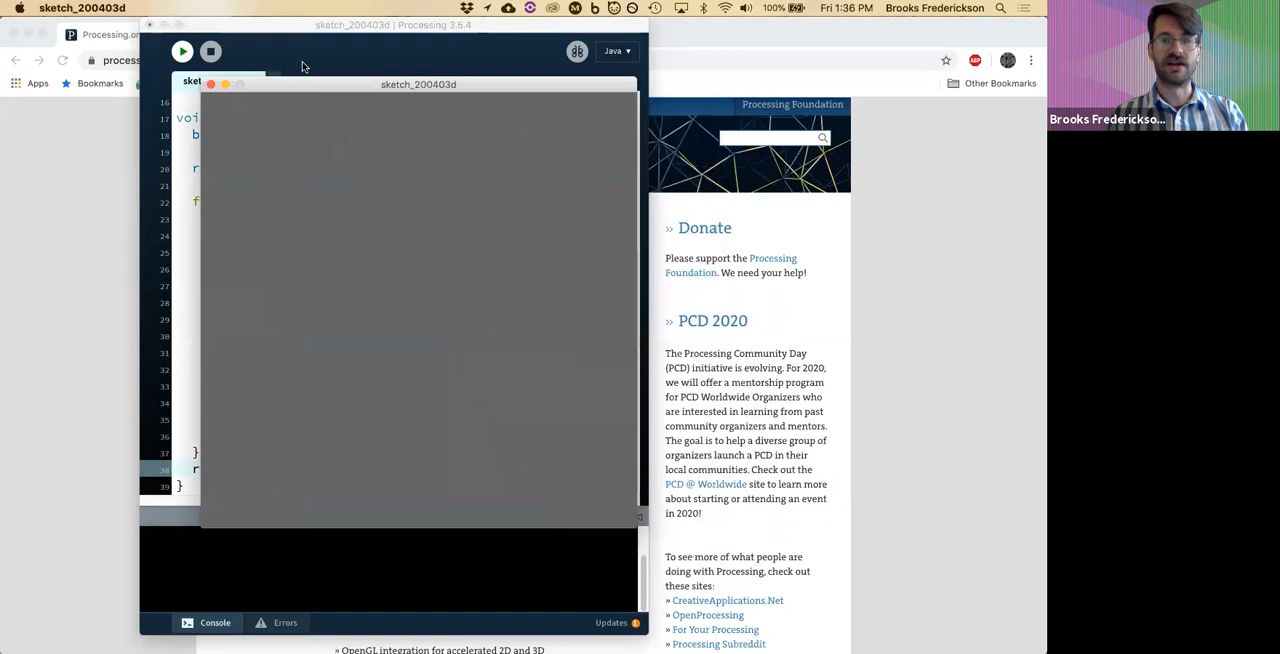 sketch_200403d
100%
Fri 1:36 PM
Brooks Frederickson
sketch_200403d | Processing 3.5.4
Processing.or
Java ▾
proces
Apps
Bookmarks
Other Bookmarks
sket
sketch_200403d
Processing Foundation
16
17 voi
18 b
19
20 r
21
22 f
23
24
25
26
27
28
29
30
31
32
33
34
35
36
37 }
38 r
39 }
Brooks Frederickso...
» Donate
Please support the Processing
Foundation. We need your help!
» PCD 2020
The Processing Community Day
(PCD) initiative is evolving. For 2020,
we will offer a mentorship program
for PCD Worldwide Organizers who
are interested in learning from past
community organizers and mentors.
The goal is to help a diverse group of
organizers launch a PCD in their
local communities. Check out the
PCD @ Worldwide site to learn more
about starting or attending an event
in 2020!
To see more of what people are
doing with Processing, check out
these sites:
» CreativeApplications.Net
» OpenProcessing
» For Your Processing
» Processing Subreddit
Console
Errors
Updates 1
» OpenGL integration for accelerated 2D and 3D